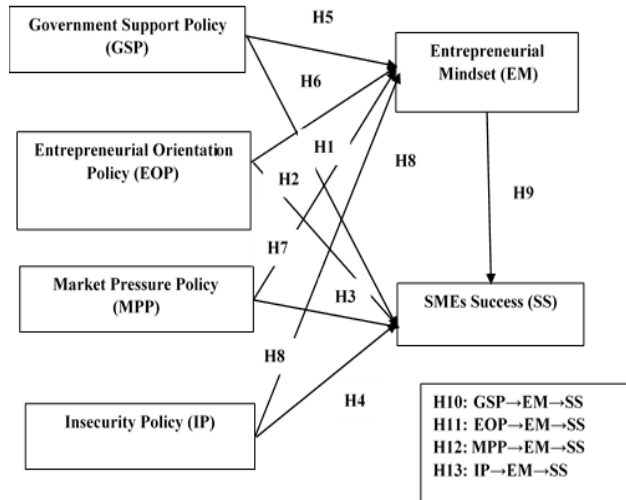 Government Support Policy
(GSP)
H5
Entrepreneurial
Mindset (EM)
H6
Entrepreneurial Orientation
Policy (EOP)
H1
H2
H8
H9
H7
Market Pressure Policy
(MPP)
H3
SMEs Success (SS)
H8
H4
Insecurity Policy (IP)
H10: GSP→EM→SS
H11: EOP→EM→SS
H12: MPP→EM→SS
H13: IP→EM→SS